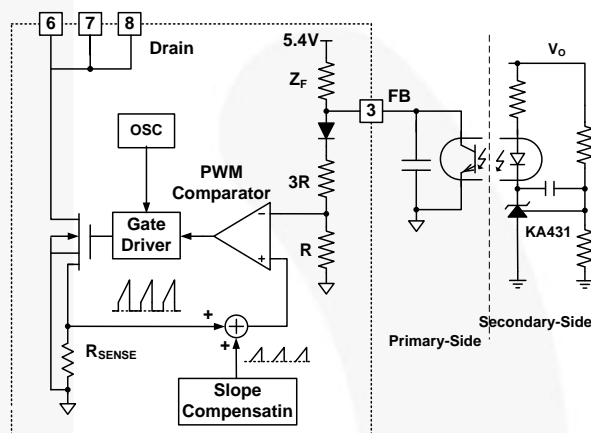 6 7 8
Drain
5.4V
ZF
3 FB
OSC
PWM
Comparator
3R
Gate
Driver
−
+
R
+
+
+
RSENSE
Slope
Compensatin
VO
KA431
Primary-Side
Secondary-Side